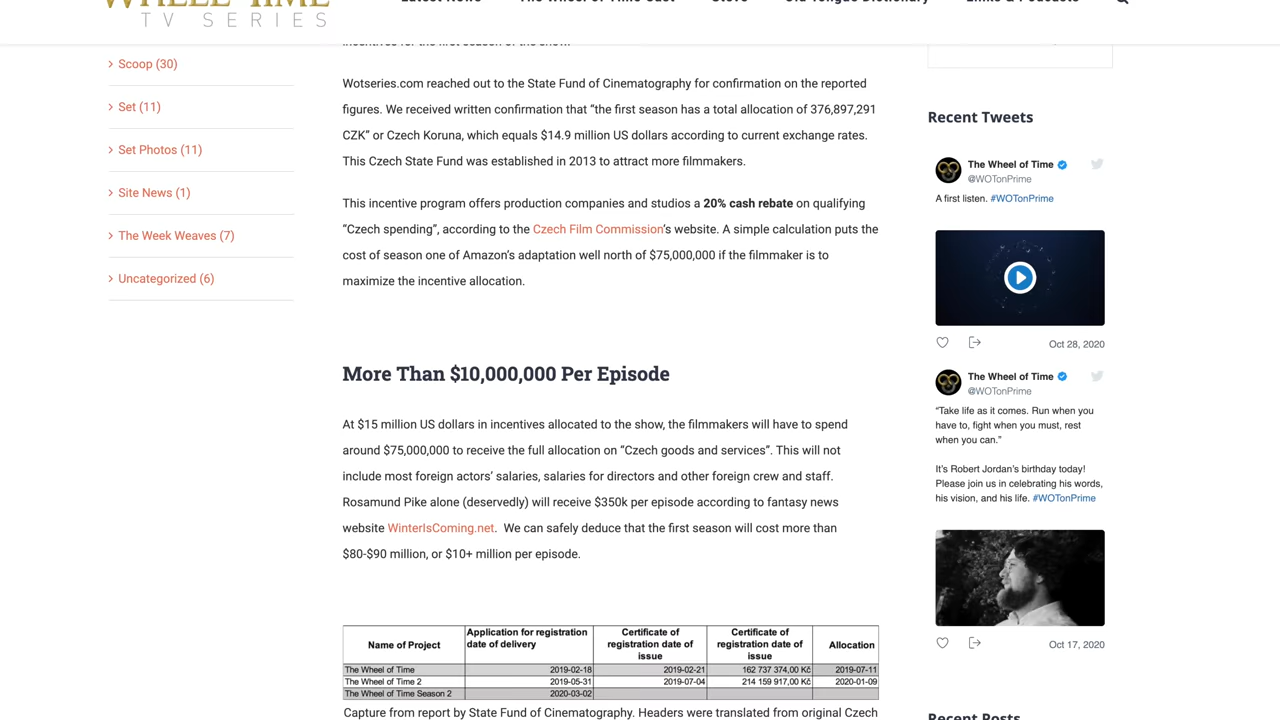 WHEEL TIME
TV SERIES
Latest News
The Wheel of Time Cast
Store
Old Tongue Dictionary
Links & Podcasts
Scoop (30)
Set (11)
Set Photos (11)
Site News (1)
The Week Weaves (7)
Uncategorized (6)
incentives for the first season of the show.
Wotseries.com reached out to the State Fund of Cinematography for confirmation on the reported
figures. We received written confirmation that “the first season has a total allocation of 376,897,291
CZK” or Czech Koruna, which equals $14.9 million US dollars according to current exchange rates.
This Czech State Fund was established in 2013 to attract more filmmakers.
This incentive program offers production companies and studios a 20% cash rebate on qualifying
“Czech spending”, according to the Czech Film Commission’s website. A simple calculation puts the
cost of season one of Amazon’s adaptation well north of $75,000,000 if the filmmaker is to
maximize the incentive allocation.
More Than $10,000,000 Per Episode
At $15 million US dollars in incentives allocated to the show, the filmmakers will have to spend
around $75,000,000 to receive the full allocation on “Czech goods and services”. This will not
include most foreign actors’ salaries, salaries for directors and other foreign crew and staff.
Rosamund Pike alone (deservedly) will receive $350k per episode according to fantasy news
website WinterIsComing.net. We can safely deduce that the first season will cost more than
$80-$90 million, or $10+ million per episode.
Name of Project
Application for registration
date of delivery
Certificate of
registration date of
issue
Certificate of
registration date of
issue
Allocation
The Wheel of Time 2019-02-18 2019-02-21 162 737 374,00 Kč 2019-07-11
The Wheel of Time 2 2019-05-31 2019-07-04 214 159 917,00 Kč 2020-01-09
The Wheel of Time Season 2 2020-03-02
Capture from report by State Fund of Cinematography. Headers were translated from original Czech
Recent Tweets
The Wheel of Time
@WOTonPrime
A first listen. #WOTonPrime
Oct 28, 2020
The Wheel of Time
@WOTonPrime
“Take life as it comes. Run when you
have to, fight when you must, rest
when you can.”
It’s Robert Jordan’s birthday today!
Please join us in celebrating his words,
his vision, and his life. #WOTonPrime
Oct 17, 2020
Recent Posts